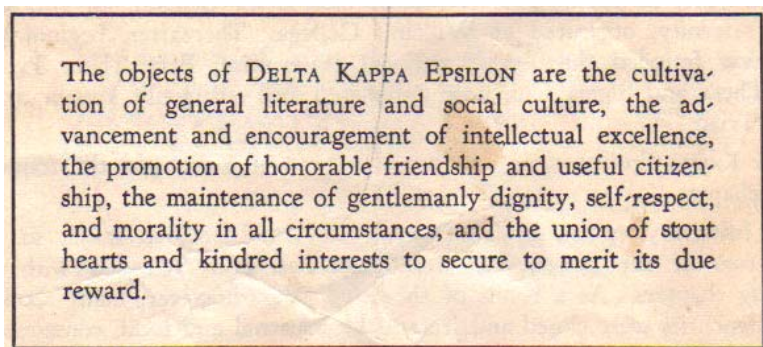 The objects of DELTA KAPPA EPSILON are the cultiva-
tion of general literature and social culture, the ad-
vancement and encouragement of intellectual excellence,
the promotion of honorable friendship and useful citizen-
ship, the maintenance of gentlemanly dignity, self-respect,
and morality in all circumstances, and the union of stout
hearts and kindred interests to secure to merit its due
reward.